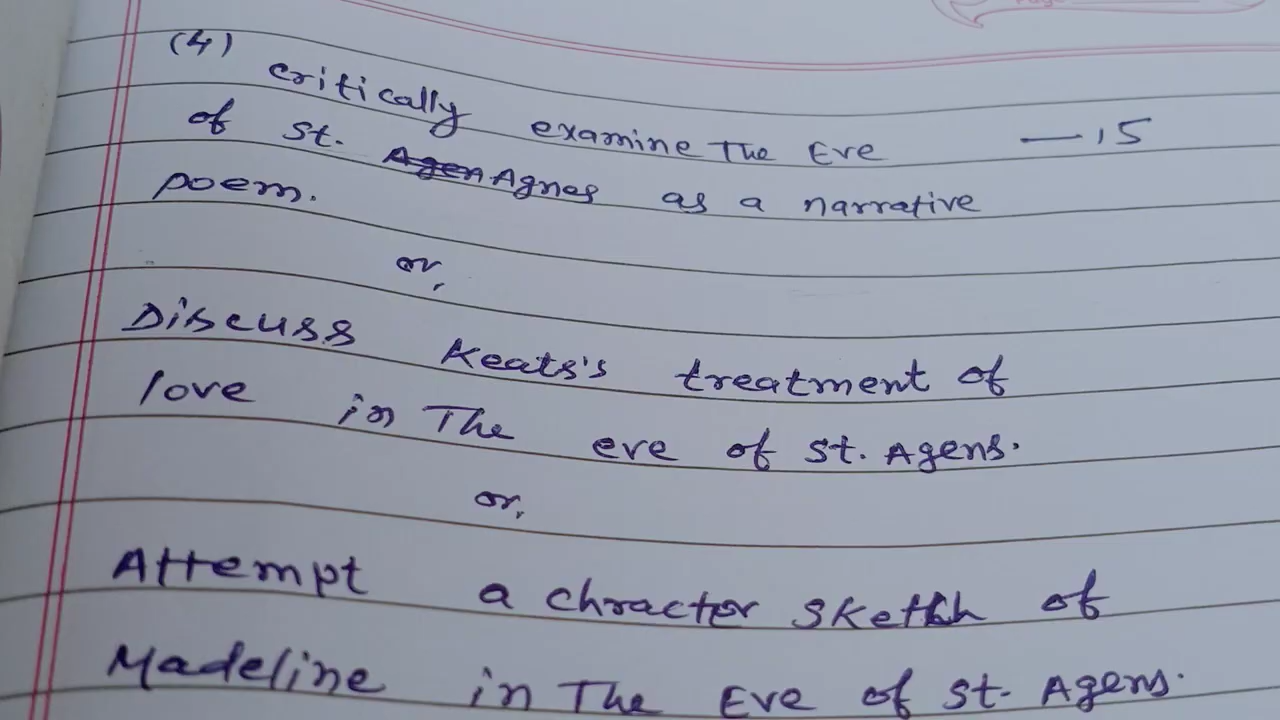 (4) critically examine The Eve — 15
of St. Agnes as a narrative
poem.
or,
Discuss Keats's treatment of
love in The eve of St. Agens.
or,
Attempt a chracter sketch of
Madeline in The Eve of St. Agens.